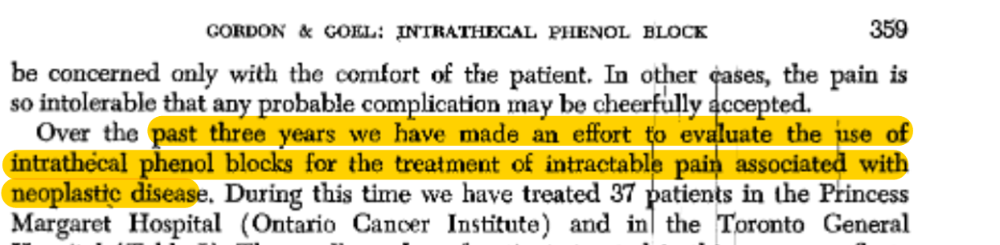 GORDON & GOEL: INTRATHECAL PHENOL BLOCK 359
be concerned only with the comfort of the patient. In other cases, the pain is
so intolerable that any probable complication may be cheerfully accepted.
Over the past three years we have made an effort to evaluate the use of
intrathecal phenol blocks for the treatment of intractable pain associated with
neoplastic disease. During this time we have treated 37 patients in the Princess
Margaret Hospital (Ontario Cancer Institute) and in the Toronto General